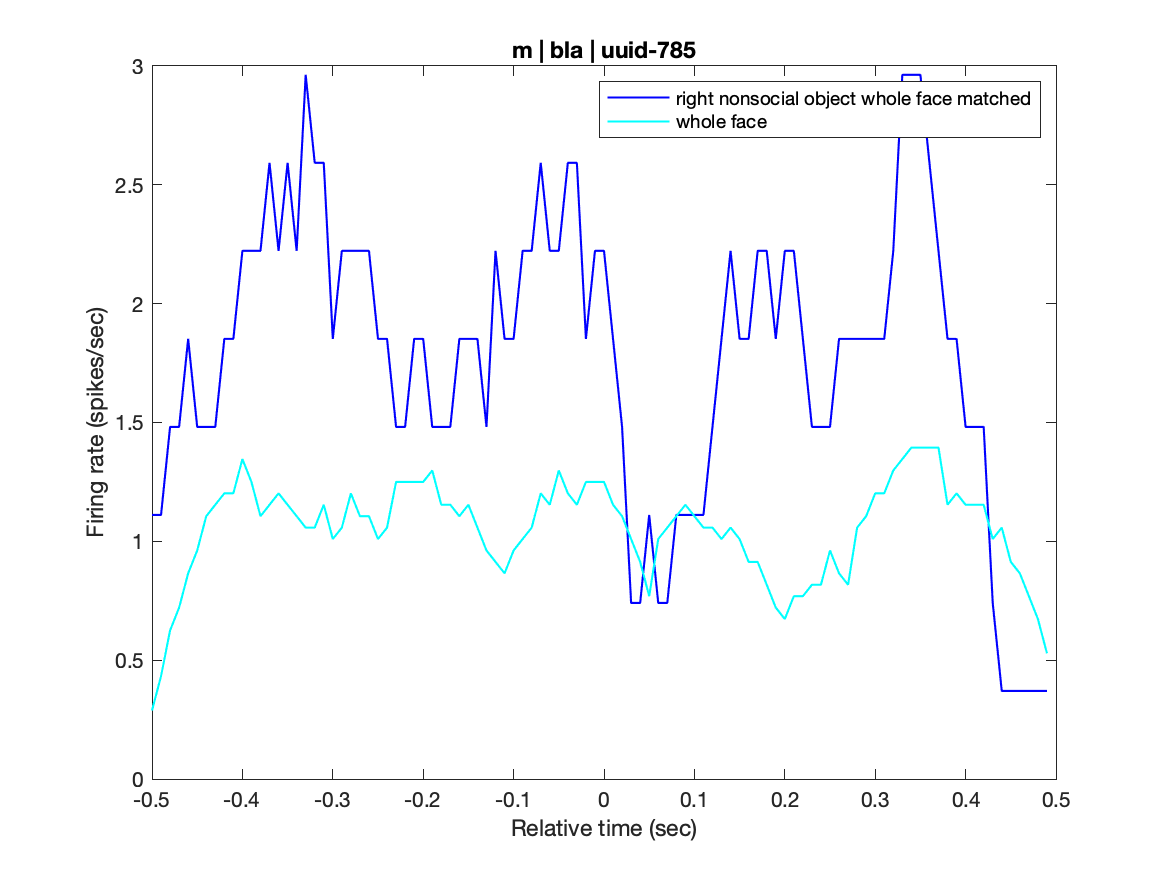 m | bla | uuid-785
right nonsocial object whole face matched
whole face
3
2.5
2
1.5
1
0.5
0
Firing rate (spikes/sec)
-0.5 -0.4 -0.3 -0.2 -0.1 0 0.1 0.2 0.3 0.4 0.5
Relative time (sec)